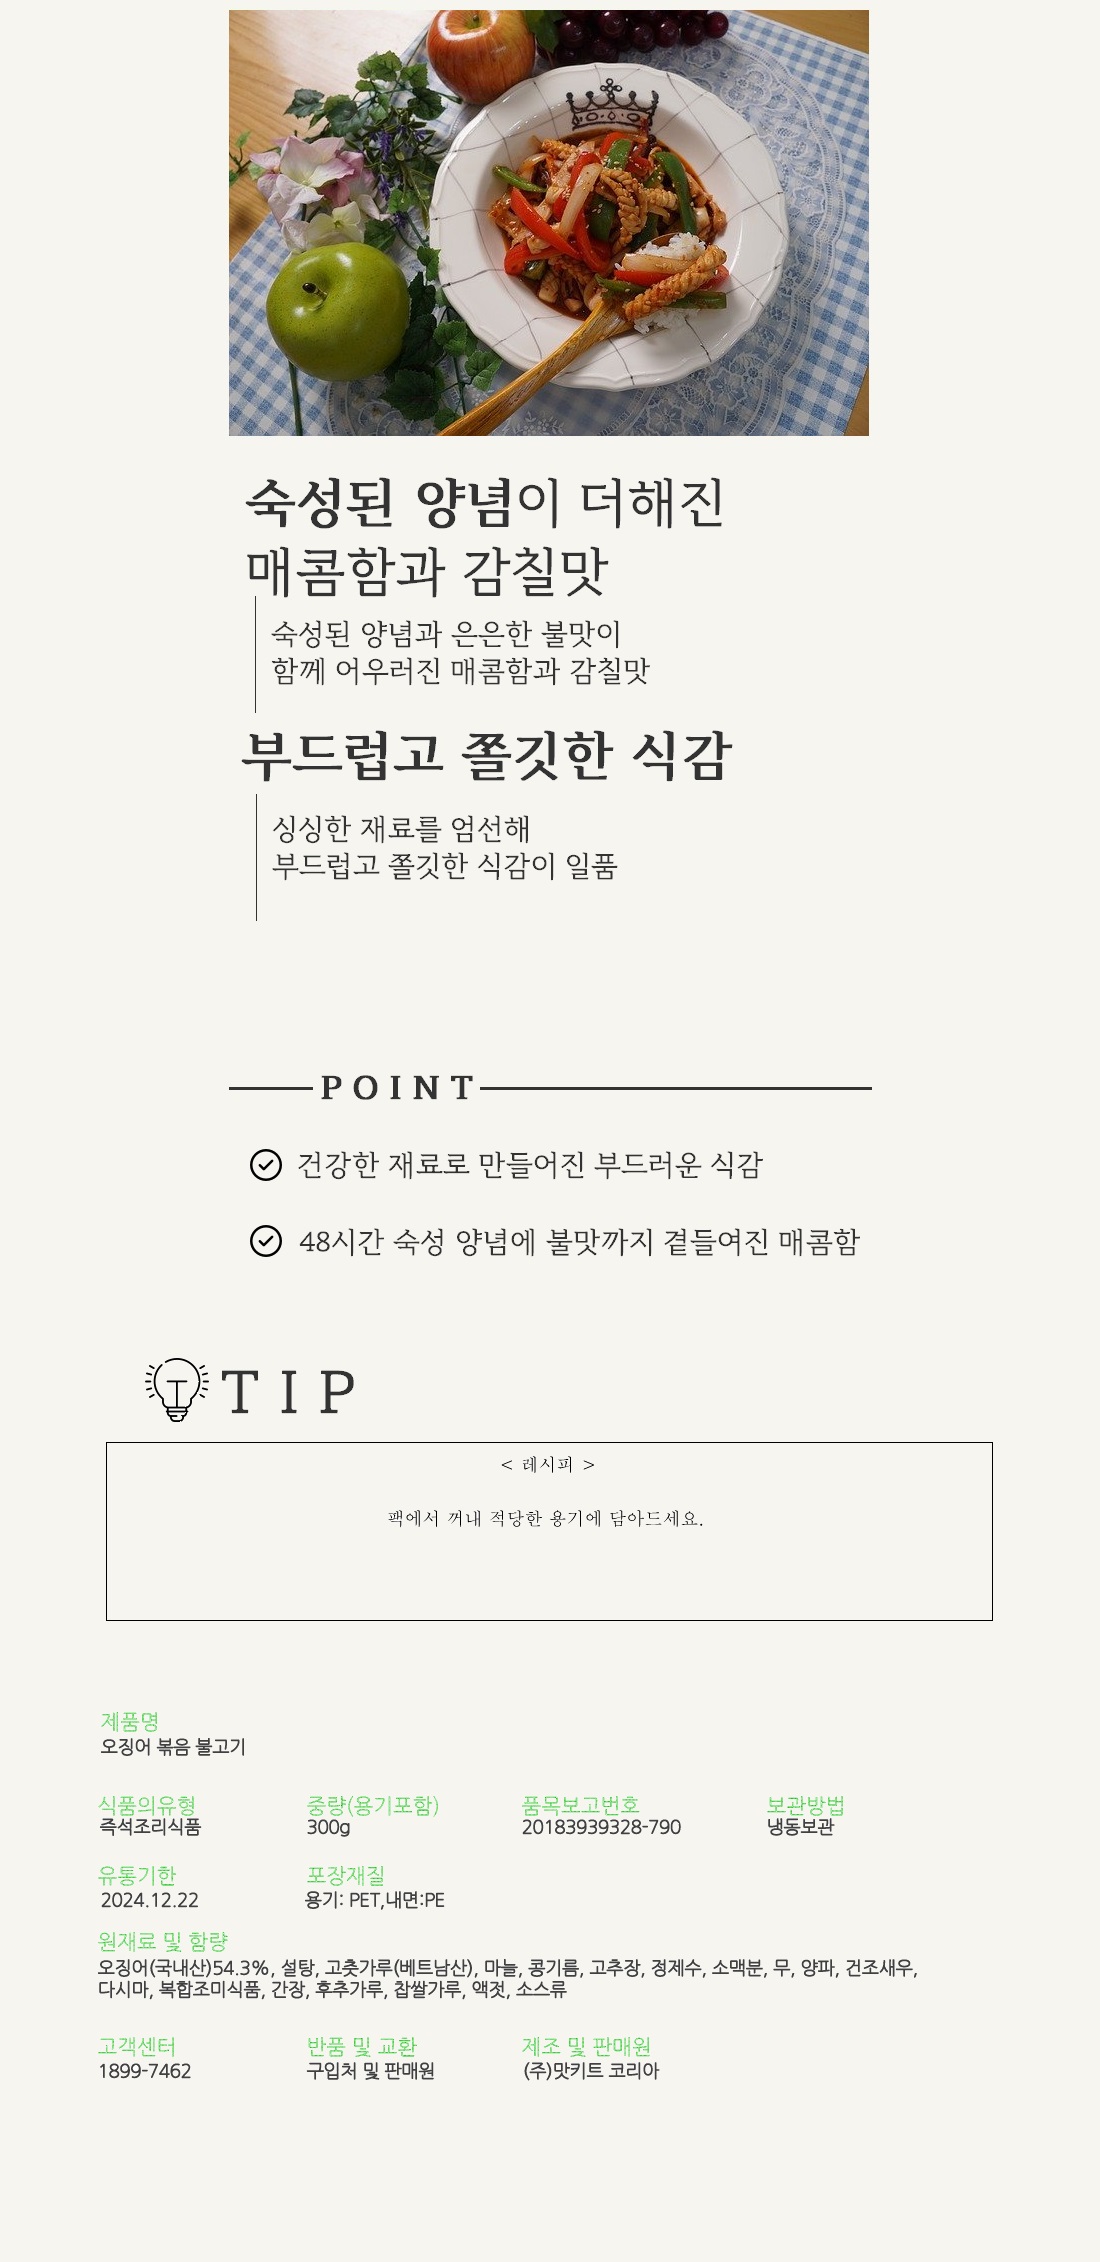 숙성된 양념이 더해진
매콤함과 감칠맛
숙성된 양념과 은은한 불맛이
함께 어우러진 매콤함과 감칠맛
부드럽고 쫄깃한 식감
싱싱한 재료를 엄선해
부드럽고 쫄깃한 식감이 일품
POINT
건강한 재료로 만들어진 부드러운 식감
48시간 숙성 양념에 불맛까지 곁들여진 매콤함
TIP
< 레시피 >
팩에서 꺼내 적당한 용기에 담아드세요.
제품명
오징어 볶음 불고기
식품의유형 중량(용기포함) 품목보고번호 보관방법
즉석조리식품 300g 20183939328-790 냉동보관
유통기한 포장재질
2024.12.22 용기: PET,내면:PE
원재료 및 함량
오징어(국내산)54.3%, 설탕, 고춧가루(베트남산), 마늘, 콩기름, 고추장, 정제수, 소맥분, 무, 양파, 건조새우,
다시마, 복합조미식품, 간장, 후추가루, 찹쌀가루, 액젓, 소스류
고객센터 반품 및 교환 제조 및 판매원
1899-7462 구입처 및 판매원 (주)맛키트 코리아